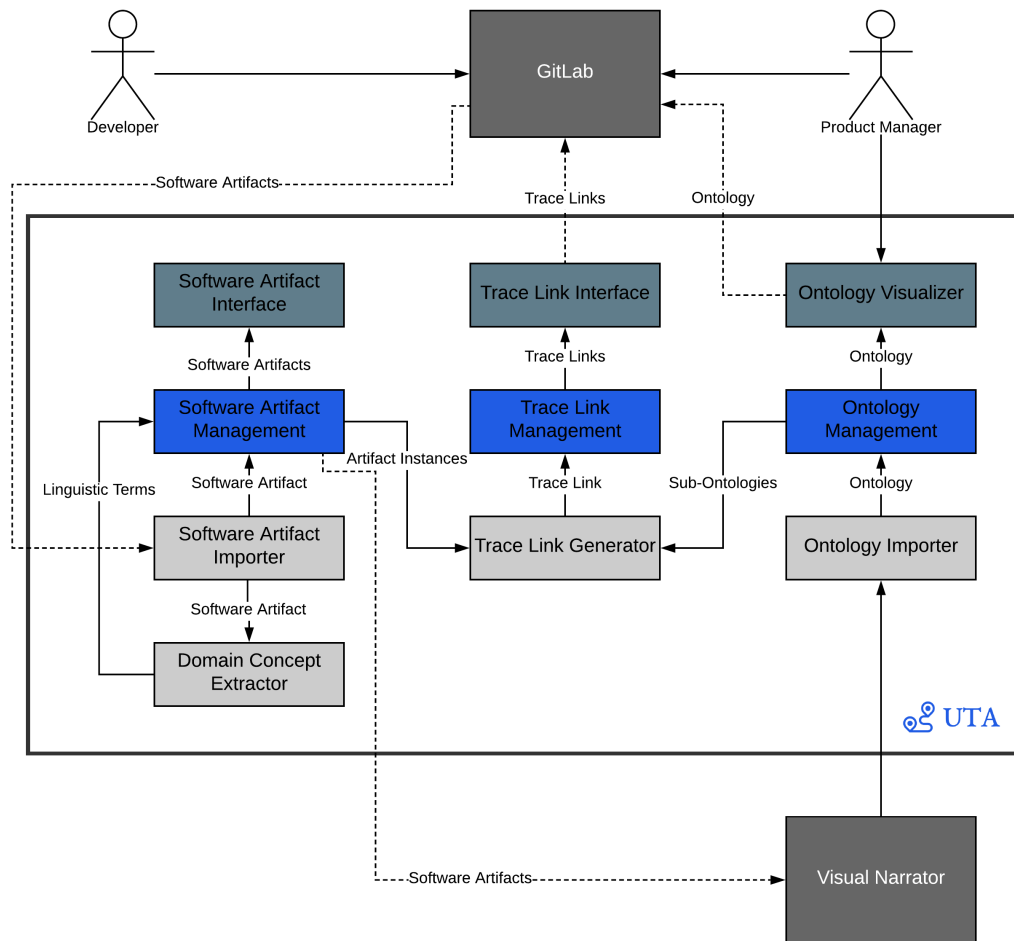 GitLab
Developer
Product Manager
Software Artifacts
Trace Links
Ontology
Software Artifact
Interface
Trace Link Interface
Ontology Visualizer
Software Artifacts
Trace Links
Ontology
Software Artifact
Management
Trace Link
Management
Ontology
Management
Artifact Instances
Linguistic Terms
Software Artifact
Trace Link
Sub-Ontologies
Ontology
Software Artifact
Importer
Trace Link Generator
Ontology Importer
Software Artifact
Domain Concept
Extractor
UTA
Software Artifacts
Visual Narrator